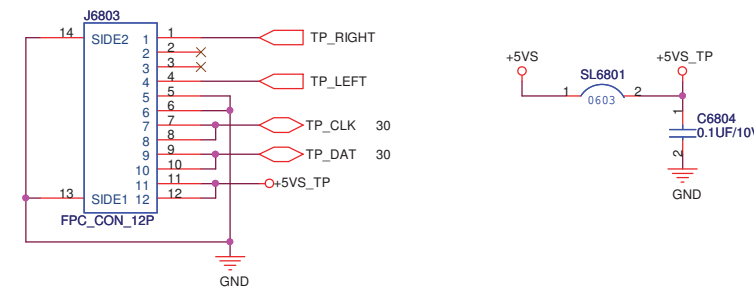 J6803
14 SIDE2 1 1 TP_RIGHT
2 2
3 3
4 4 TP_LEFT
5 5
6 6
7 7 TP_CLK 30
8 8
9 9 TP_DAT 30
10 10
11 11 +5VS_TP
13 SIDE1 12 12
FPC_CON_12P
GND
+5VS +5VS_TP
SL6801
1 2
0603
1
C6804
0.1UF/10V
2
GND